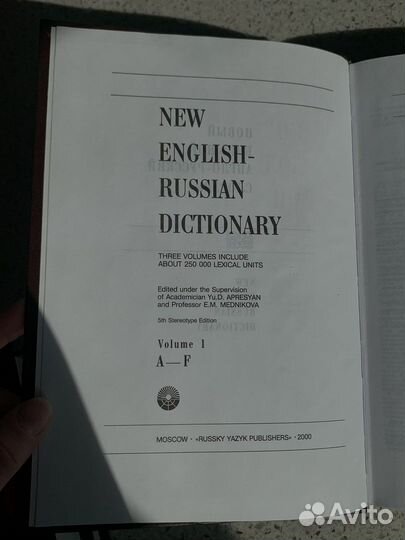 NEW
ENGLISH-
RUSSIAN
DICTIONARY
THREE VOLUMES INCLUDE
ABOUT 250 000 LEXICAL UNITS
Edited under the Supervision
of Academician Yu.D. APRESYAN
and Professor E.M. MEDNIKOVA
5th Stereotype Edition
Volume 1
A—F
MOSCOW · «RUSSKY YAZYK PUBLISHERS» · 2000
Avito